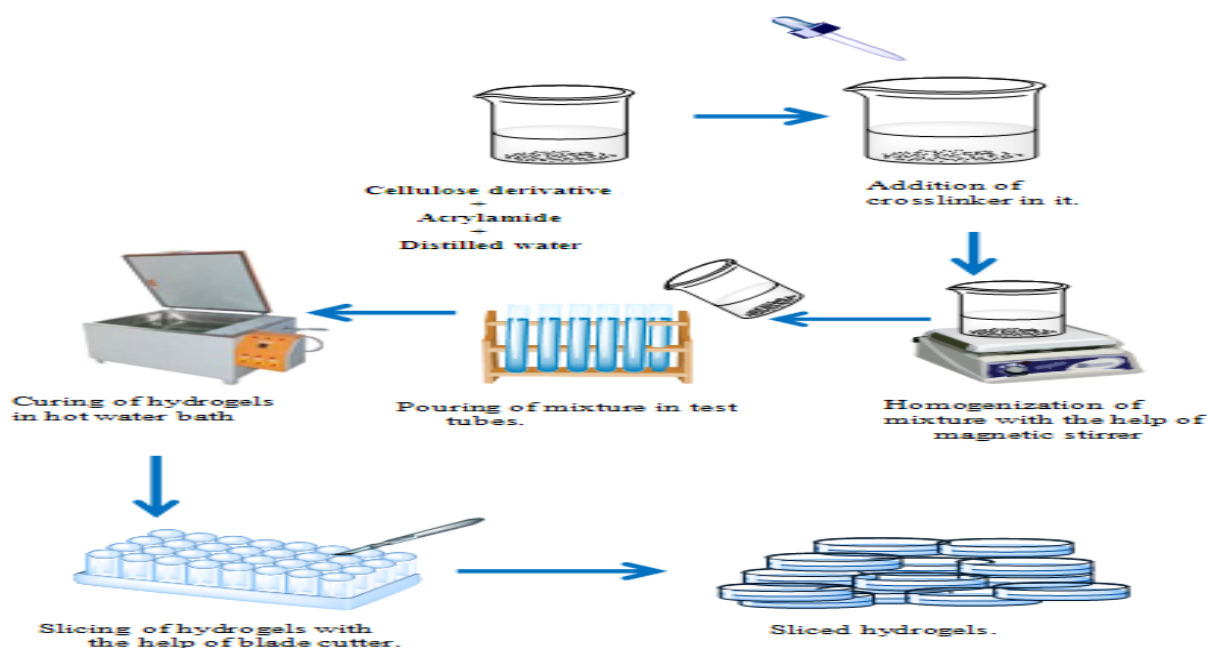 Cellulose derivative
+
Acrylamide
+
Distilled water
Addition of
crosslinker in it.
Homogenization of
mixture with the help of
magnetic stirrer
Pouring of mixture in test
tubes.
Curing of hydrogels
in hot water bath
Slicing of hydrogels with
the help of blade cutter.
Sliced hydrogels.